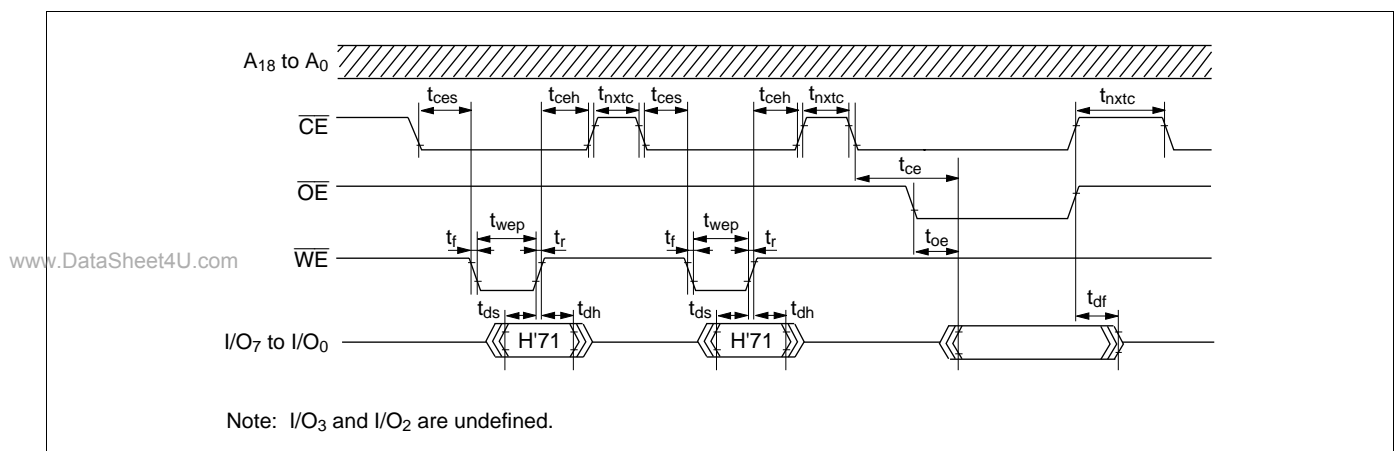 A18 to A0
tces tceh tnxtc tces tceh tnxtc tnxtc
CE
tce
OE
twep twep
tf tr tf tr toe
www.DataSheet4U.com
WE
tds tdh tds tdh tdf
I/O7 to I/O0 H'71 H'71
Note: I/O3 and I/O2 are undefined.